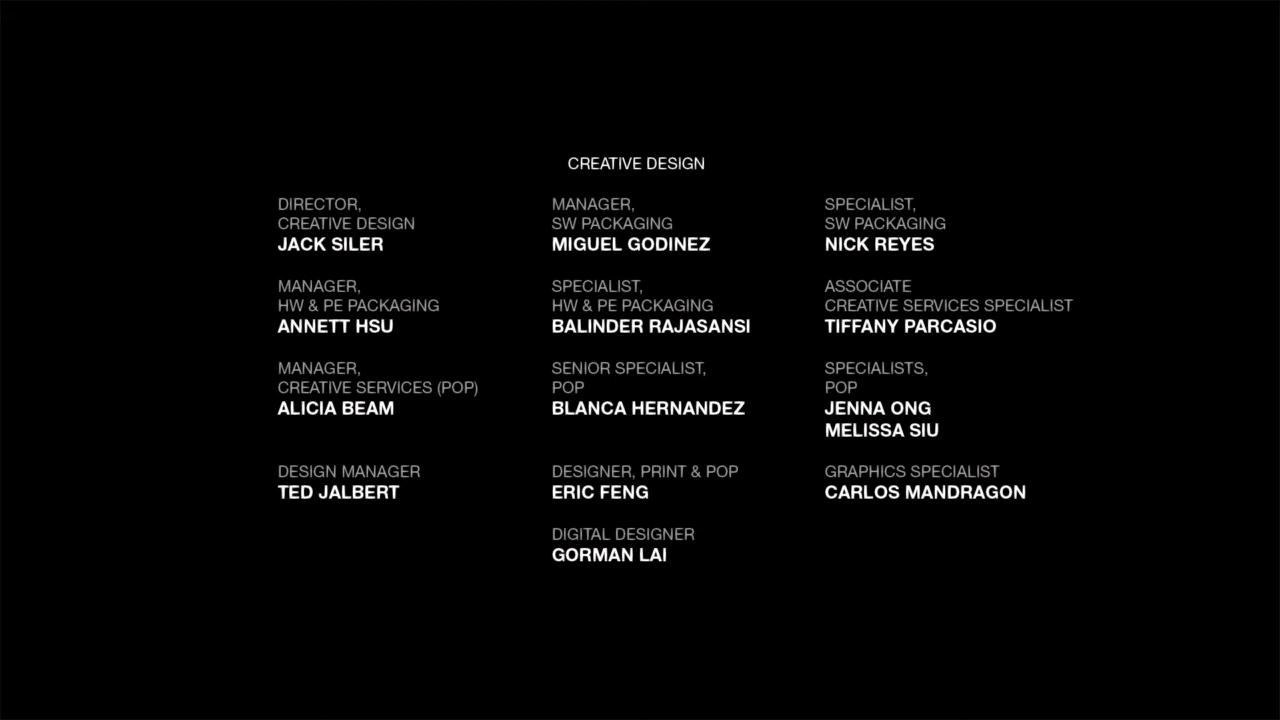 CREATIVE DESIGN
DIRECTOR,
CREATIVE DESIGN
JACK SILER
MANAGER,
SW PACKAGING
MIGUEL GODINEZ
SPECIALIST,
SW PACKAGING
NICK REYES
MANAGER,
HW & PE PACKAGING
ANNETT HSU
SPECIALIST,
HW & PE PACKAGING
BALINDER RAJASANSI
ASSOCIATE
CREATIVE SERVICES SPECIALIST
TIFFANY PARCASIO
MANAGER,
CREATIVE SERVICES (POP)
ALICIA BEAM
SENIOR SPECIALIST,
POP
BLANCA HERNANDEZ
SPECIALISTS,
POP
JENNA ONG
MELISSA SIU
DESIGN MANAGER
TED JALBERT
DESIGNER, PRINT & POP
ERIC FENG
GRAPHICS SPECIALIST
CARLOS MANDRAGON
DIGITAL DESIGNER
GORMAN LAI